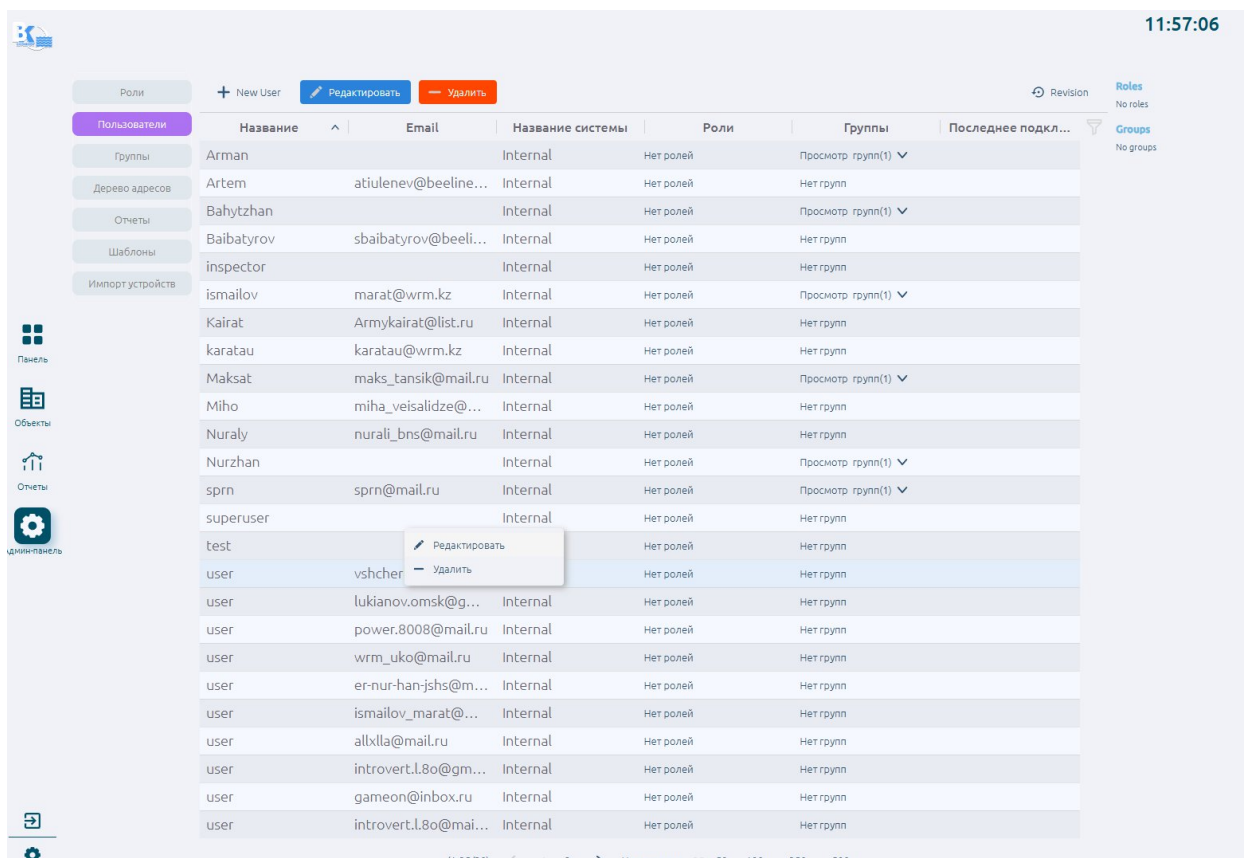 11:57:06
Роли
Пользователи
Группы
Дерево адресов
Отчеты
Шаблоны
Импорт устройств
Панель
Объекты
Отчеты
дмин-панель
New User Редактировать Удалить Revision
Название Email Название системы Роли Группы Последнее подкл...
Arman Internal Нет ролей Просмотр групп(1)
Artem atiulenev@beeline... Internal Нет ролей Нет групп
Bahytzhan Internal Нет ролей Просмотр групп(1)
Baibatyrov sbaibatyrov@beeli... Internal Нет ролей Нет групп
inspector Internal Нет ролей Нет групп
ismailov marat@wrm.kz Internal Нет ролей Просмотр групп(1)
Kairat Armykairat@list.ru Internal Нет ролей Нет групп
karatau karatau@wrm.kz Internal Нет ролей Нет групп
Maksat maks_tansik@mail.ru Internal Нет ролей Просмотр групп(1)
Miho miha_veisalidze@... Internal Нет ролей Нет групп
Nuraly nurali_bns@mail.ru Internal Нет ролей Нет групп
Nurzhan Internal Нет ролей Просмотр групп(1)
sprn sprn@mail.ru Internal Нет ролей Просмотр групп(1)
superuser Internal Нет ролей Нет групп
test Нет ролей Нет групп
Редактировать
Удалить
user vshcher Нет ролей Нет групп
user lukianov.omsk@g... Internal Нет ролей Нет групп
user power.8008@mail.ru Internal Нет ролей Нет групп
user wrm_uko@mail.ru Internal Нет ролей Нет групп
user er-nur-han-jshs@m... Internal Нет ролей Нет групп
user ismailov_marat@... Internal Нет ролей Нет групп
user allxlla@mail.ru Internal Нет ролей Нет групп
user introvert.l.8o@gm... Internal Нет ролей Нет групп
user gameon@inbox.ru Internal Нет ролей Нет групп
user introvert.l.8o@mai... Internal Нет ролей Нет групп
Roles
No roles
Groups
No groups